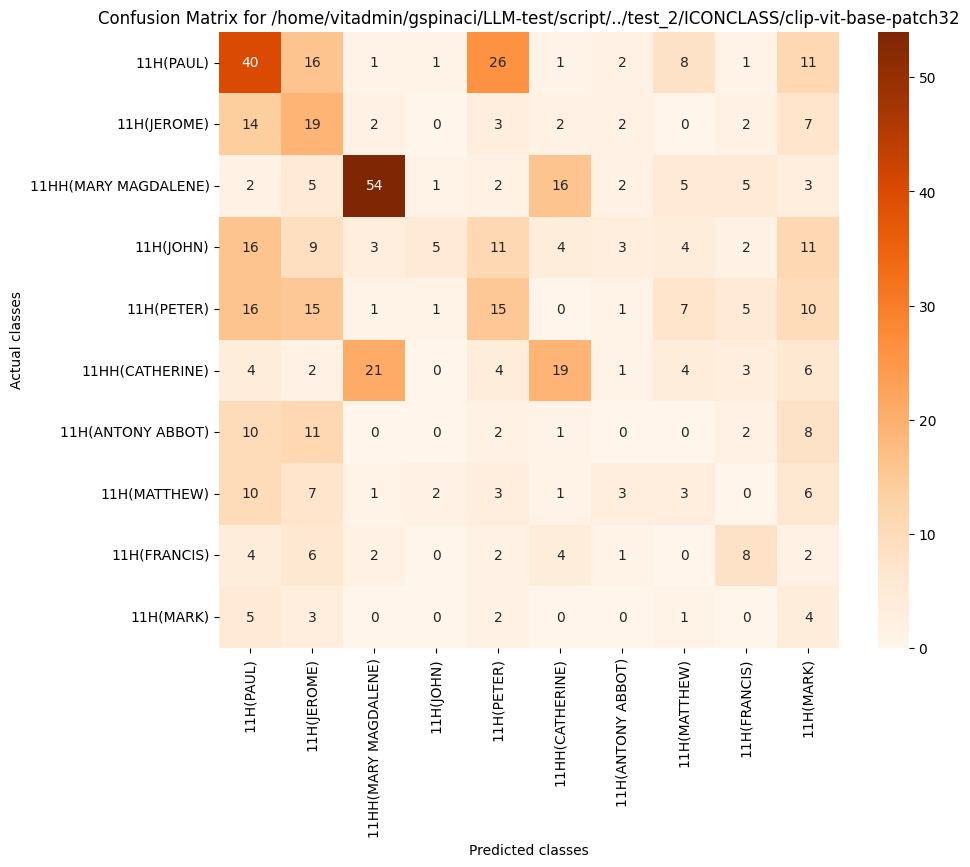 Confusion Matrix for /home/vitadmin/gspinaci/LLM-test/script/../test_2/ICONCLASS/clip-vit-base-patch32
Actual classes
11H(PAUL) 40 16 1 1 26 1 2 8 1 11
11H(JEROME) 14 19 2 0 3 2 2 0 2 7
11HH(MARY MAGDALENE) 2 5 54 1 2 16 2 5 5 3
11H(JOHN) 16 9 3 5 11 4 3 4 2 11
11H(PETER) 16 15 1 1 15 0 1 7 5 10
11HH(CATHERINE) 4 2 21 0 4 19 1 4 3 6
11H(ANTONY ABBOT) 10 11 0 0 2 1 0 0 2 8
11H(MATTHEW) 10 7 1 2 3 1 3 3 0 6
11H(FRANCIS) 4 6 2 0 2 4 1 0 8 2
11H(MARK) 5 3 0 0 2 0 0 1 0 4
11H(PAUL)
11H(JEROME)
11HH(MARY MAGDALENE)
11H(JOHN)
11H(PETER)
11HH(CATHERINE)
11H(ANTONY ABBOT)
11H(MATTHEW)
11H(FRANCIS)
11H(MARK)
Predicted classes
50
40
30
20
10
0